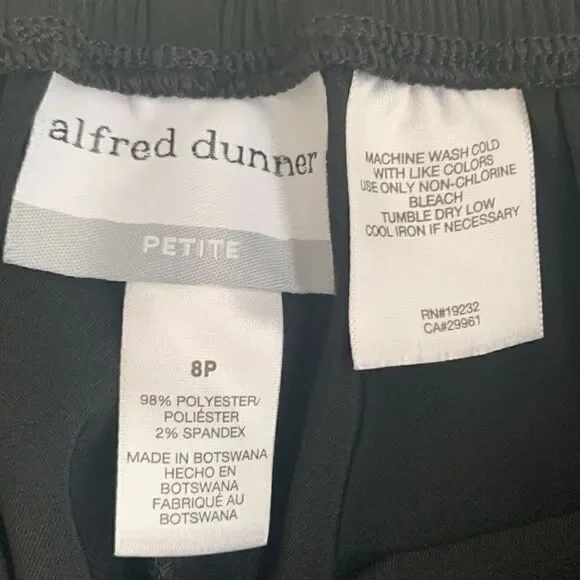 alfred dunner
PETITE
8P
98% POLYESTER/
POLIÉSTER
2% SPANDEX
MADE IN BOTSWANA
HECHO EN
BOTSWANA
FABRIQUÉ AU
BOTSWANA
MACHINE WASH COLD
WITH LIKE COLORS
USE ONLY NON-CHLORINE
BLEACH
TUMBLE DRY LOW
COOL IRON IF NECESSARY
RN#19232
CA#29961